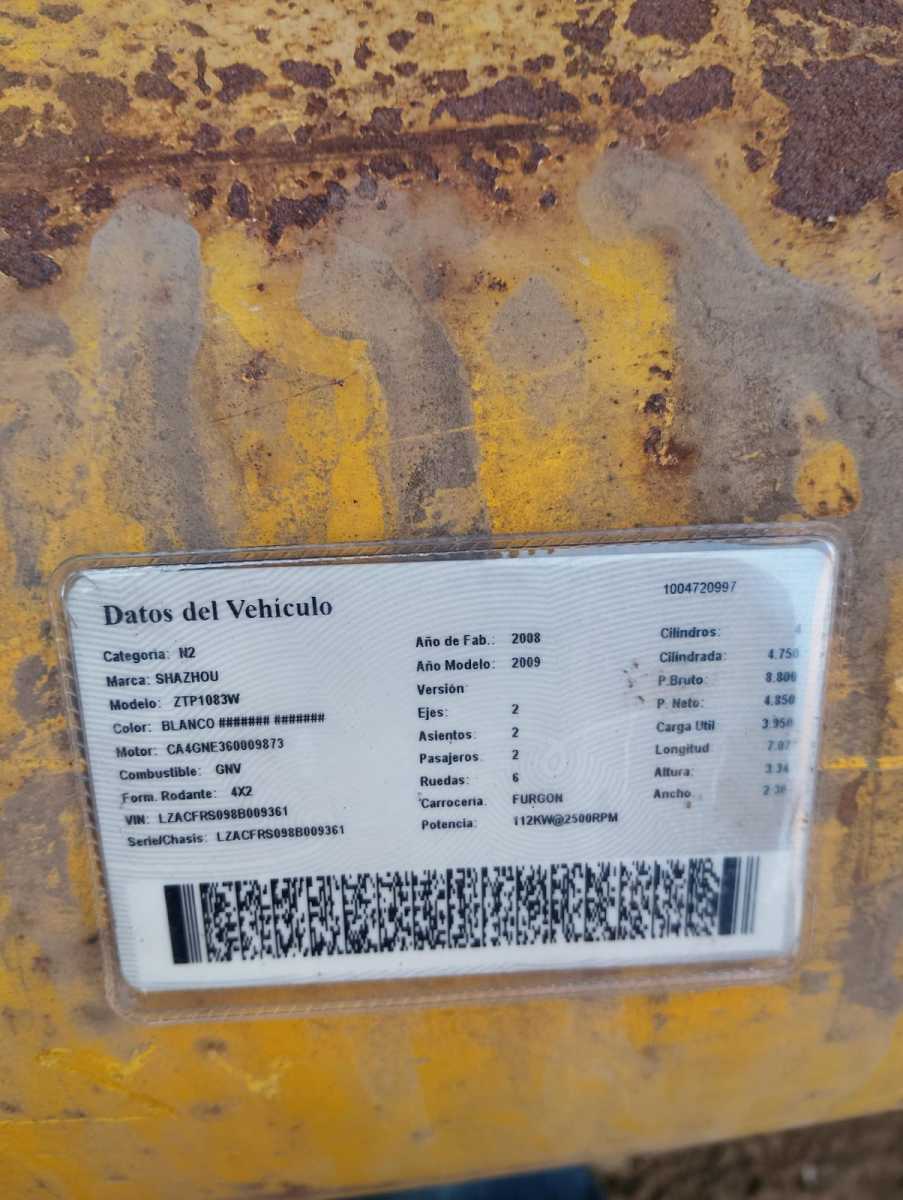 1004720997
Datos del Vehículo
Categoria: N2
Marca: SHAZHOU
Modelo: ZTP1083W
Color: BLANCO ####### #######
Motor: CA4GNE360009873
Combustible: GNV
Form. Rodante: 4X2
VIN: LZACFRS098B009361
Serie/Chasis: LZACFRS098B009361
Año de Fab.: 2008
Año Modelo: 2009
Versión
Ejes: 2
Asientos: 2
Pasajeros 2
Ruedas: 6
Carrocería. FURGON
Potencia: 112KW@2500RPM
Cilindros: 4
Cilindrada: 4.750
P.Bruto: 8.800
P. Neto: 4.850
Carga Util 3.950
Longitud
Altura: 3.34
Ancho